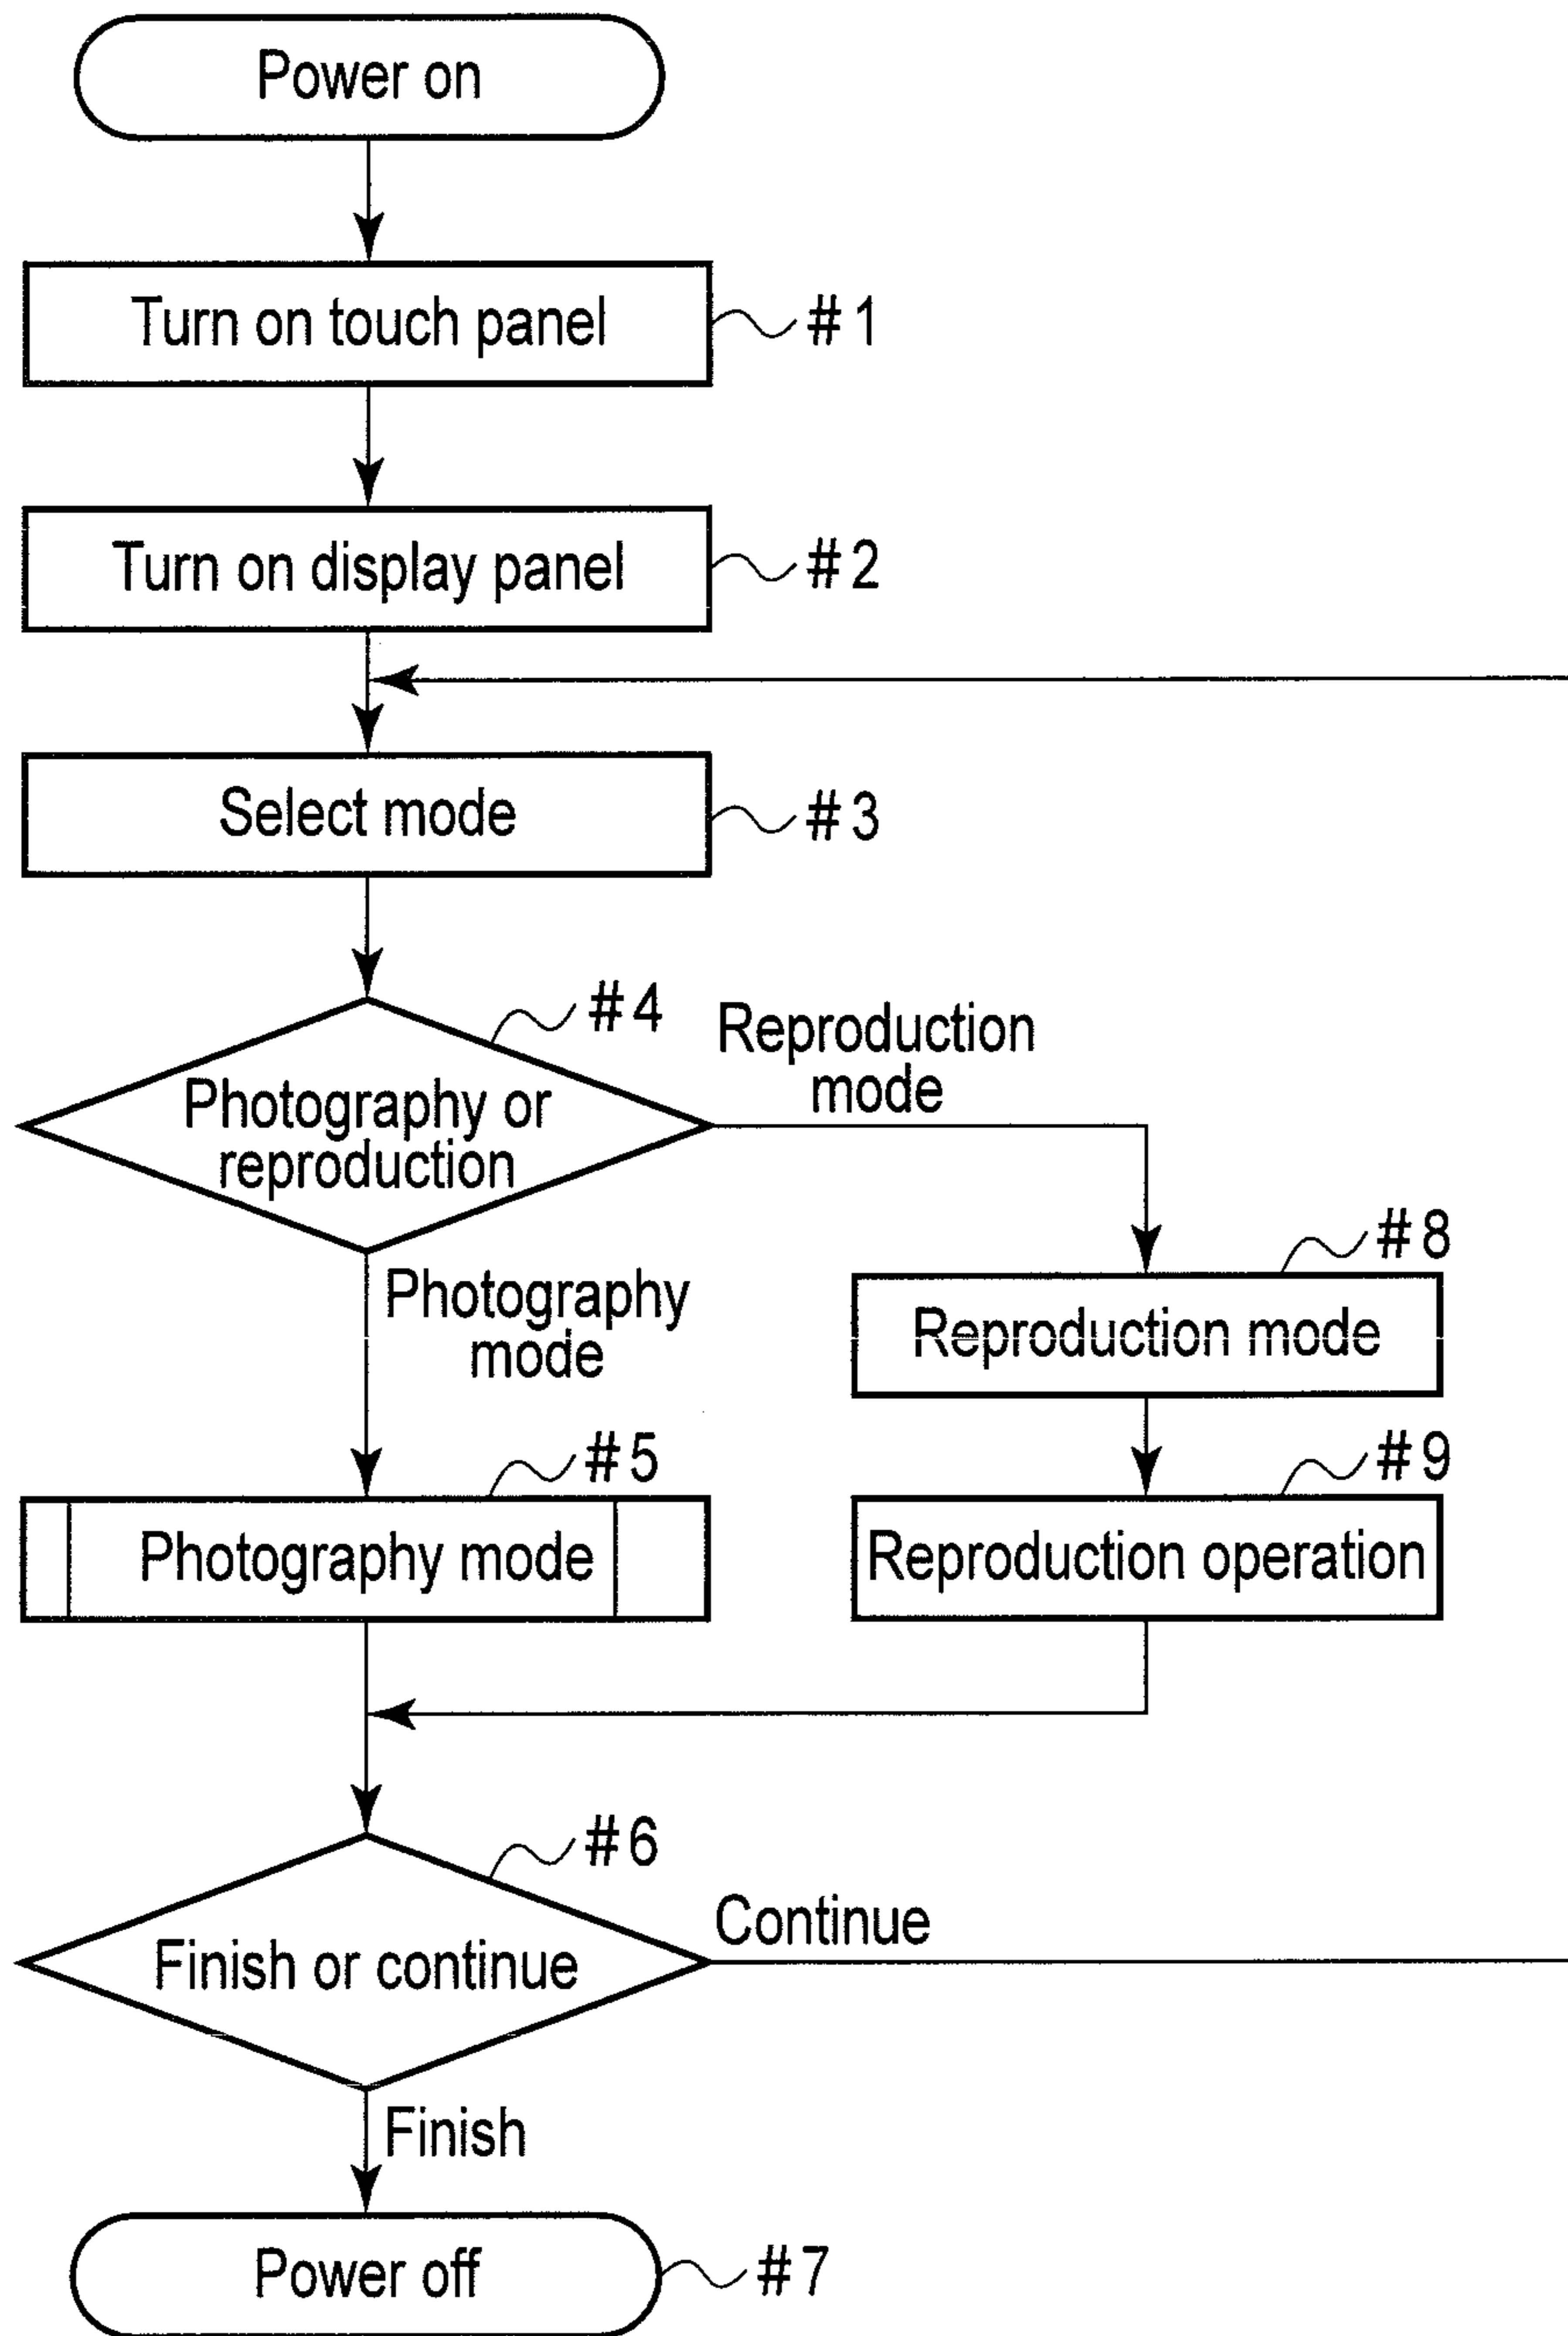 Power on
Turn on touch panel
#1
Turn on display panel
#2
Select mode
#3
#4
Photography or
reproduction
Reproduction
mode
Photography
mode
#8
Reproduction mode
#5
Photography mode
#9
Reproduction operation
#6
Finish or continue
Continue
Finish
Power off
#7